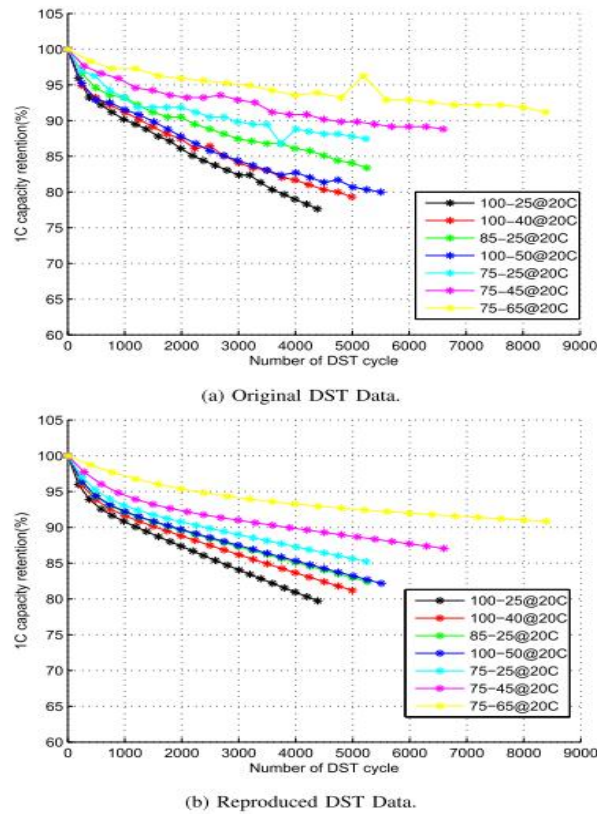 105
100
95
90
85
80
75
70
65
60
1C capacity retention(%)
100−25@20C
100−40@20C
85−25@20C
100−50@20C
75−25@20C
75−45@20C
75−65@20C
0 1000 2000 3000 4000 5000 6000 7000 8000 9000
Number of DST cycle
(a) Original DST Data.
105
100
95
90
85
80
75
70
65
60
1C capacity retention(%)
100−25@20C
100−40@20C
85−25@20C
100−50@20C
75−25@20C
75−45@20C
75−65@20C
0 1000 2000 3000 4000 5000 6000 7000 8000 9000
Number of DST cycle
(b) Reproduced DST Data.